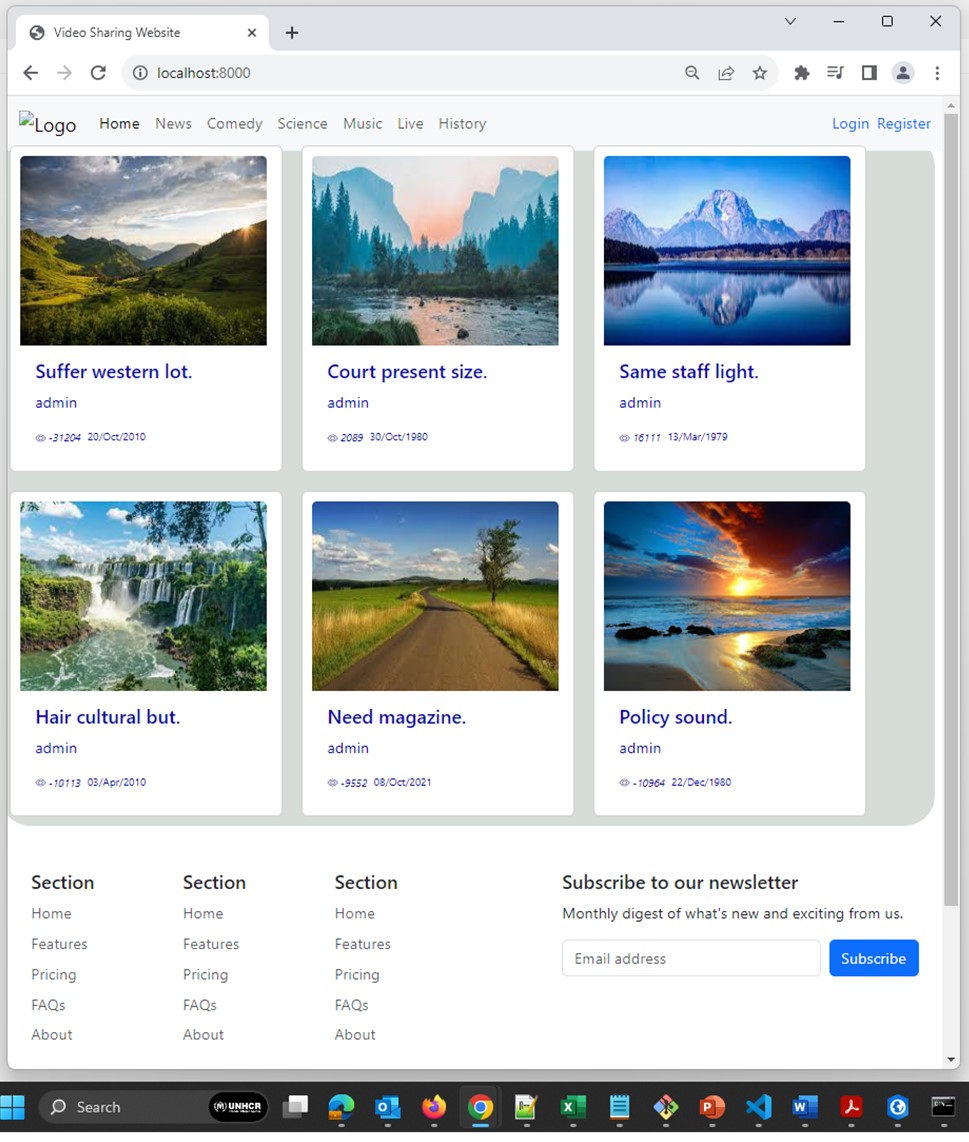 Video Sharing Website
localhost:8000
Logo Home News Comedy Science Music Live History Login Register
Suffer western lot.
admin
-31204 20/Oct/2010
Court present size.
admin
2089 30/Oct/1980
Same staff light.
admin
16111 13/Mar/1979
Hair cultural but.
admin
-10113 03/Apr/2010
Need magazine.
admin
-9552 08/Oct/2021
Policy sound.
admin
-10964 22/Dec/1980
Section
Home
Features
Pricing
FAQs
About
Section
Home
Features
Pricing
FAQs
About
Section
Home
Features
Pricing
FAQs
About
Subscribe to our newsletter
Monthly digest of what's new and exciting from us.
Email address Subscribe
Search UNHCR